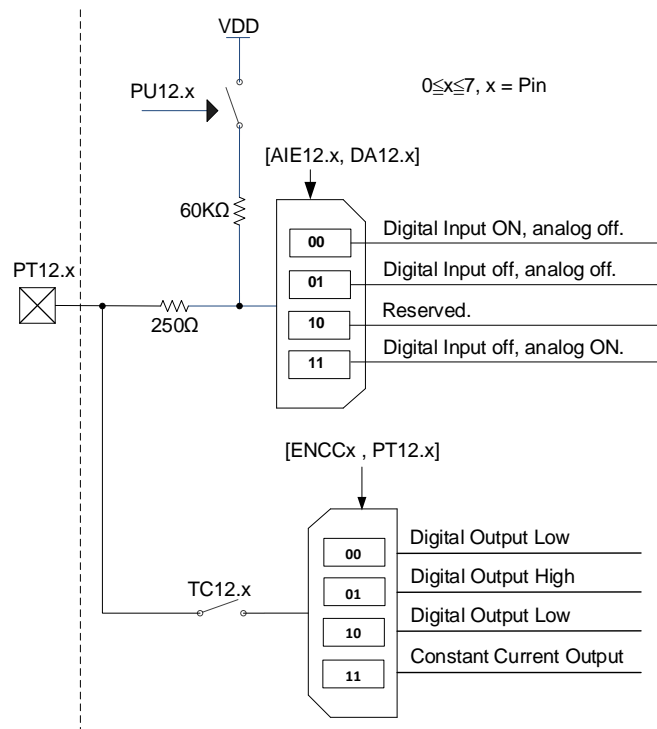 VDD
PU12.x
0≦x≦7, x = Pin
[AIE12.x, DA12.x]
60KΩ
00 Digital Input ON, analog off.
01 Digital Input off, analog off.
PT12.x
250Ω
10 Reserved.
11 Digital Input off, analog ON.
[ENCCx , PT12.x]
00 Digital Output Low
TC12.x
01 Digital Output High
10 Digital Output Low
11 Constant Current Output